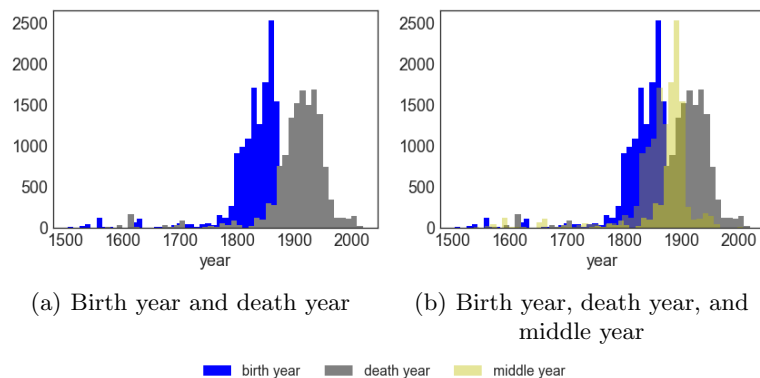 2500
2000
1500
1000
500
0
1500 1600 1700 1800 1900 2000
year
(a) Birth year and death year
2500
2000
1500
1000
500
0
1500 1600 1700 1800 1900 2000
year
(b) Birth year, death year, and
middle year
birth year death year middle year